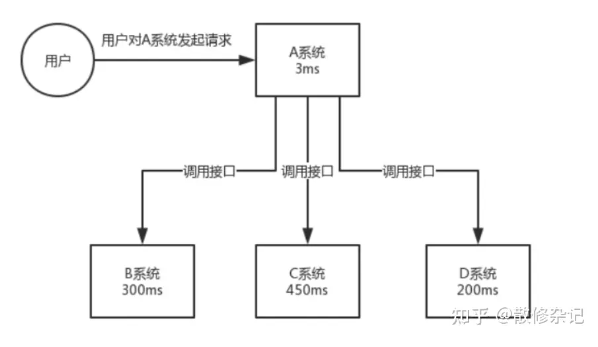 用户对A系统发起请求
用户
A系统
3ms
调用接口
调用接口
调用接口
B系统
300ms
C系统
450ms
D系统
200ms
知乎 @散修杂记